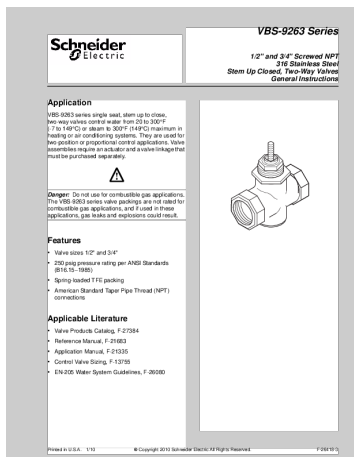 VBS-9263 Series
Schneider
Electric
1/2" and 3/4" Screwed NPT
316 Stainless Steel
Stem Up Closed, Two-Way Valves
General Instructions
Application
VBS-9263 series single seat, stem up to close,
two-way valves control water from 20 to 300°F
(-7 to 149°C) or steam to 300°F (149°C) maximum in
heating or air conditioning systems. They are used for
two-position or proportional control applications. Valve
assemblies require an actuator and a valve linkage that
must be purchased separately.
Danger: Do not use for combustible gas applications.
The VBS-9263 series valve packings are not rated for
combustible gas applications, and if used in these
applications, gas leaks and explosions could result.
Features
• Valve sizes 1/2" and 3/4"
• 250 psig pressure rating per ANSI Standards
(B16.15–1985)
• Spring-loaded TFE packing
• American Standard Taper Pipe Thread (NPT)
connections
Applicable Literature
• Valve Products Catalog, F-27384
• Reference Manual, F-21683
• Application Manual, F-21335
• Control Valve Sizing, F-13755
• EN-205 Water System Guidelines, F-26080
Printed in U.S.A. 1/10 © Copyright 2010 Schneider Electric All Rights Reserved.